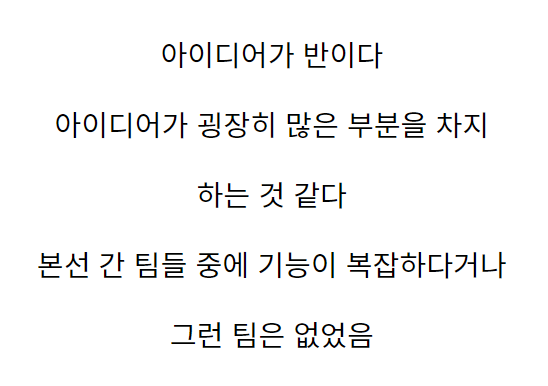 아이디어가 반이다
아이디어가 굉장히 많은 부분을 차지
하는 것 같다
본선 간 팀들 중에 기능이 복잡하다거나
그런 팀은 없었음